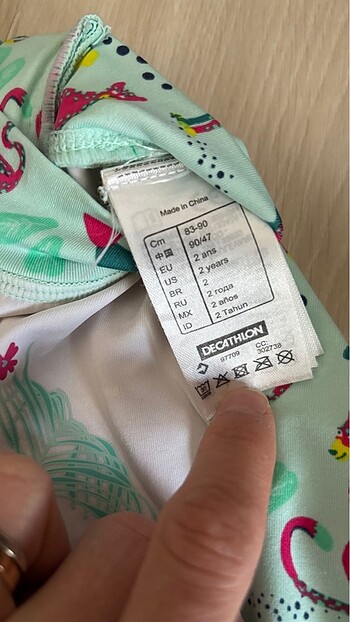 Made in China
Cm 83-90
中国 90/47
EU 2 ans
US 2 years
BR 2
RU 2 года
MX 2 años
ID 2 Tahun
DECATHLON
97709 CC: 302738
30